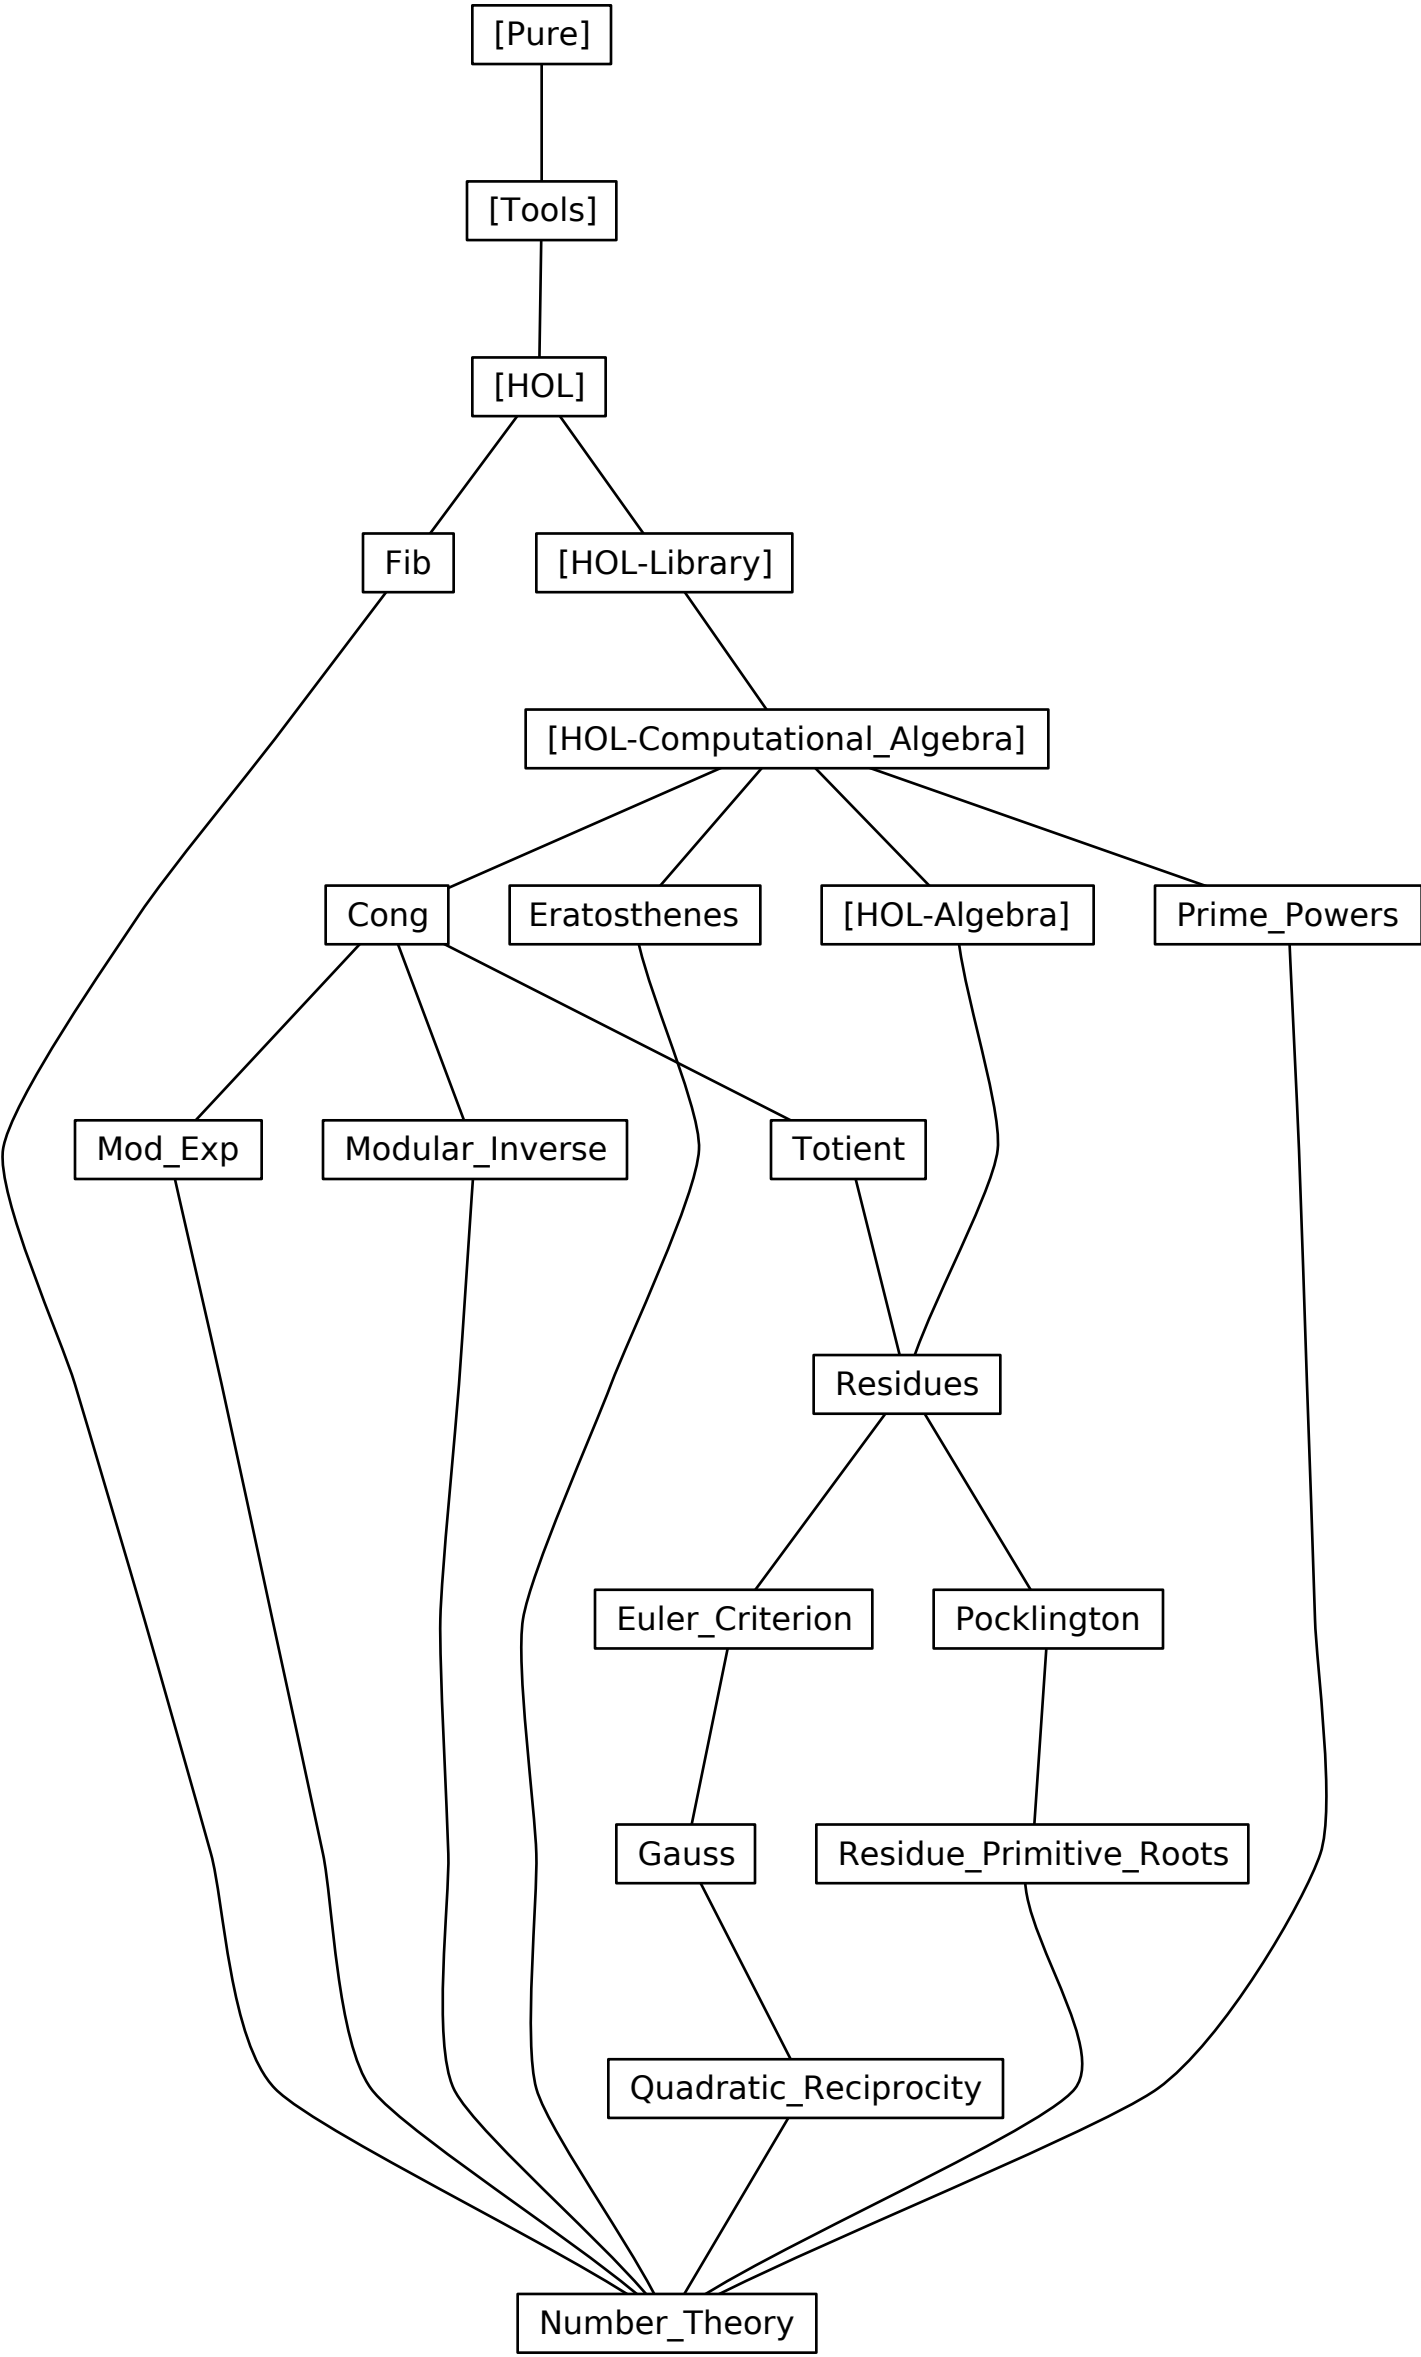 [Pure]
[Tools]
[HOL]
Fib
[HOL-Library]
[HOL-Computational_Algebra]
Cong
Eratosthenes
[HOL-Algebra]
Prime_Powers
Mod_Exp
Modular_Inverse
Totient
Residues
Euler_Criterion
Pocklington
Gauss
Residue_Primitive_Roots
Quadratic_Reciprocity
Number_Theory